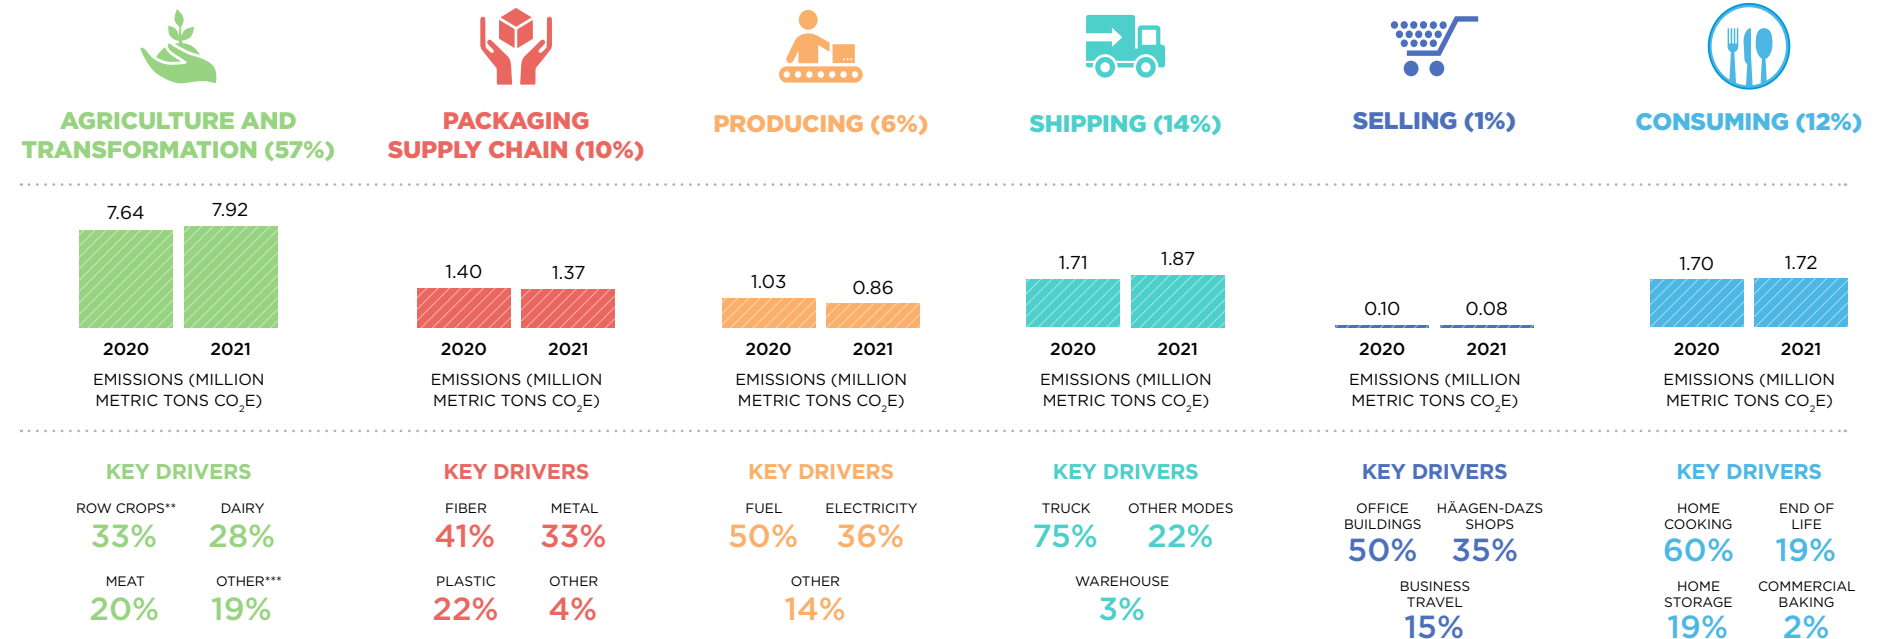 AGRICULTURE AND
TRANSFORMATION (57%)
7.64
7.92
2020
2021
EMISSIONS (MILLION
METRIC TONS CO2E)
KEY DRIVERS
ROW CROPS**
DAIRY
33%
28%
MEAT
OTHER***
20%
19%
PACKAGING
SUPPLY CHAIN (10%)
1.40
1.37
2020
2021
EMISSIONS (MILLION
METRIC TONS CO2E)
KEY DRIVERS
FIBER
METAL
41%
33%
PLASTIC
OTHER
22%
4%
PRODUCING (6%)
1.03
0.86
2020
2021
EMISSIONS (MILLION
METRIC TONS CO2E)
KEY DRIVERS
FUEL
ELECTRICITY
50%
36%
OTHER
14%
SHIPPING (14%)
1.71
1.87
2020
2021
EMISSIONS (MILLION
METRIC TONS CO2E)
KEY DRIVERS
TRUCK
OTHER MODES
75%
22%
WAREHOUSE
3%
SELLING (1%)
0.10
0.08
2020
2021
EMISSIONS (MILLION
METRIC TONS CO2E)
KEY DRIVERS
OFFICE
BUILDINGS
50%
HÄAGEN-DAZS
SHOPS
35%
BUSINESS
TRAVEL
15%
CONSUMING (12%)
1.70
1.72
2020
2021
EMISSIONS (MILLION
METRIC TONS CO2E)
KEY DRIVERS
HOME
COOKING
60%
END OF
LIFE
19%
HOME
STORAGE
19%
COMMERCIAL
BAKING
2%